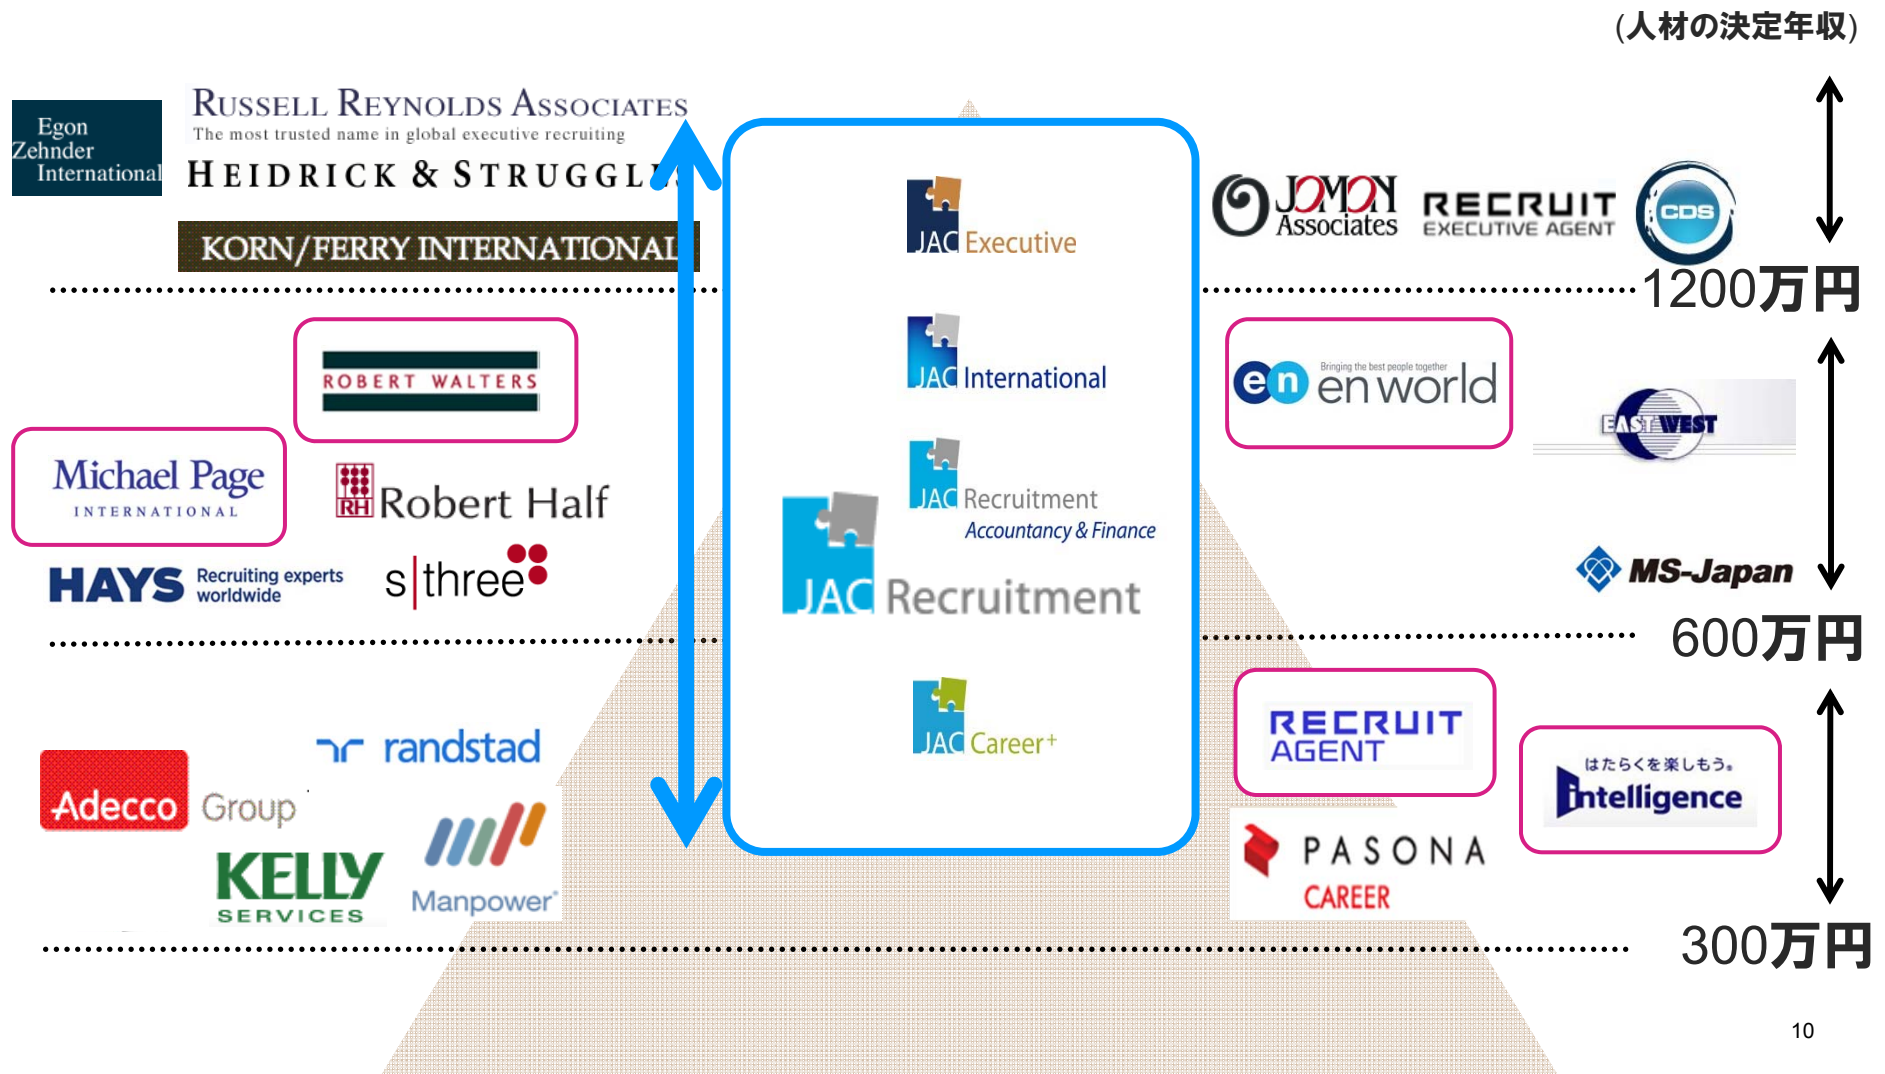 (人材の決定年収)
Egon
Zehnder
International
RUSSELL REYNOLDS ASSOCIATES
The most trusted name in global executive recruiting
HEIDRICK & STRUGGLES
KORN/FERRY INTERNATIONAL
JAC Executive
JOMON
Associates
RECRUIT
EXECUTIVE AGENT
CDS
1200万円
ROBERT WALTERS
Michael Page
INTERNATIONAL
RH Robert Half
HAYS Recruiting experts
worldwide
s|three
JAC International
JAC Recruitment
Accountancy & Finance
JAC Recruitment
en Bringing the best people together
en world
EAST WEST
MS-Japan
600万円
randstad
Adecco Group
KELLY
SERVICES
Manpower
JAC Career+
RECRUIT
AGENT
はたらくを楽しもう。
intelligence
PASONA
CAREER
300万円
10